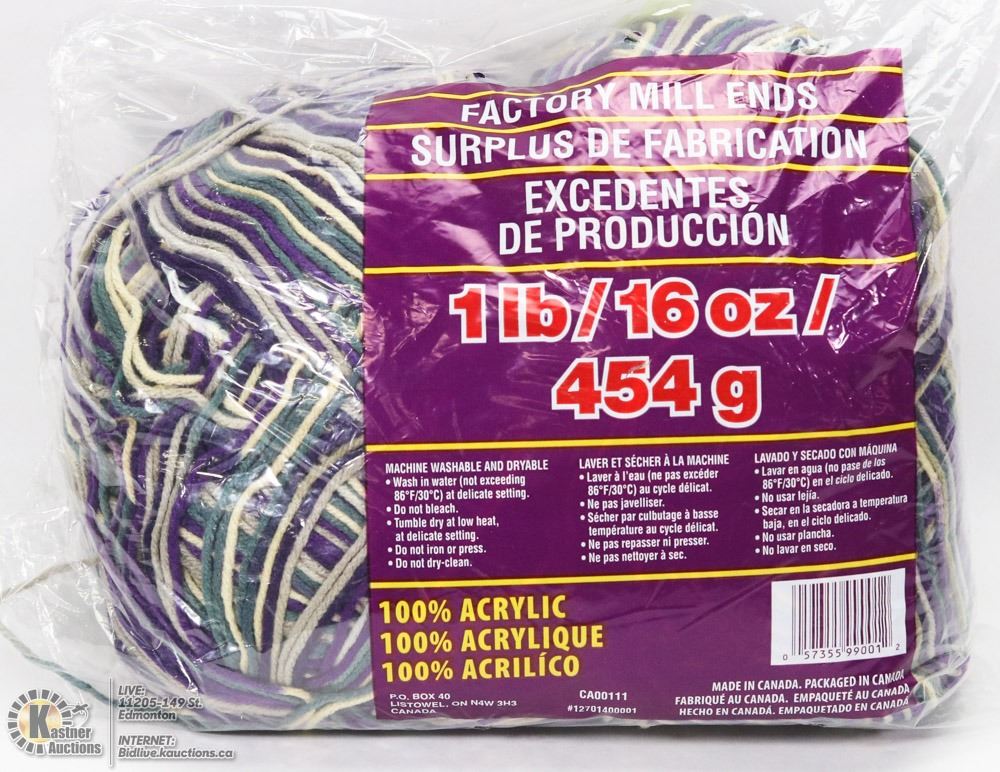 FACTORY MILL ENDS
SURPLUS DE FABRICATION
EXCEDENTES
DE PRODUCCIÓN
1 lb / 16 oz /
454 g
MACHINE WASHABLE AND DRYABLE
• Wash in water (not exceeding
86°F/30°C) at delicate setting.
• Do not bleach.
• Tumble dry at low heat,
at delicate setting.
• Do not iron or press.
• Do not dry-clean.
LAVER ET SÉCHER À LA MACHINE
• Laver à l'eau (ne pas excéder
86°F/30°C) au cycle délicat.
• Ne pas javelliser.
• Sécher par culbutage à basse
température au cycle délicat.
• Ne pas repasser ni presser.
• Ne pas nettoyer à sec.
LAVADO Y SECADO CON MÁQUINA
• Lavar en agua (no pase de los
86°F/30°C) en el ciclo delicado.
• No usar lejía.
• Secar en la secadora a temperatura
baja, en el ciclo delicado.
• No usar plancha.
• No lavar en seco.
100% ACRYLIC
100% ACRYLIQUE
100% ACRILÍCO
0 57355 99001 2
P.O. BOX 40
LISTOWEL, ON N4W 3H3
CANADA
CA00111
#12701400001
MADE IN CANADA. PACKAGED IN CANADA
FABRIQUÉ AU CANADA. EMPAQUETÉ AU CANADA
HECHO EN CANADÁ. EMPAQUETADO EN CANADÁ
Kastner
Auctions
LIVE:
11205-149 St.
Edmonton
INTERNET:
Bidlive.kauctions.ca